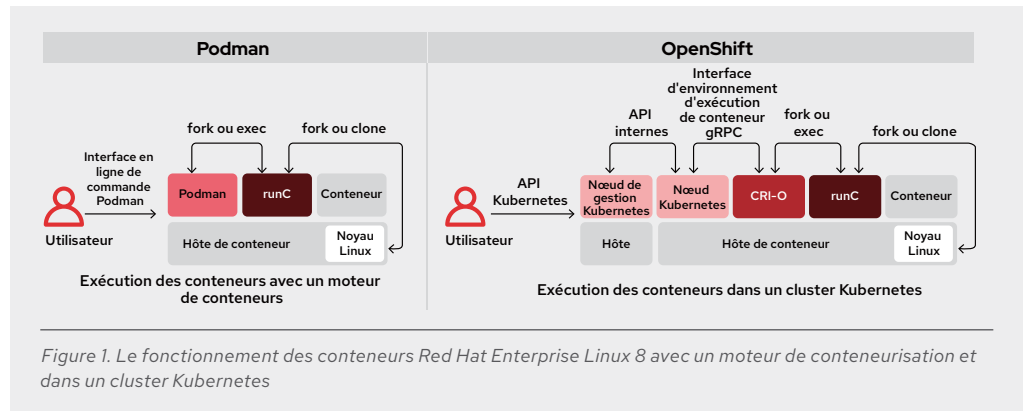 Podman
fork ou exec
fork ou clone
Interface en
ligne de
commande
Podman
Utilisateur
Podman
runC
Conteneur
Hôte de conteneur
Noyau
Linux
Exécution des conteneurs avec un moteur
de conteneurs
OpenShift
Interface
d'environnement
d'exécution
de conteneur
gRPC
API
internes
fork ou
exec
fork ou clone
API
Kubernetes
Utilisateur
Nœud de
gestion
Kubernetes
Nœud
Kubernetes
CRI-O
runC
Conteneur
Hôte
Hôte de conteneur
Noyau
Linux
Exécution des conteneurs dans un cluster Kubernetes
Figure 1. Le fonctionnement des conteneurs Red Hat Enterprise Linux 8 avec un moteur de conteneurisation et
dans un cluster Kubernetes